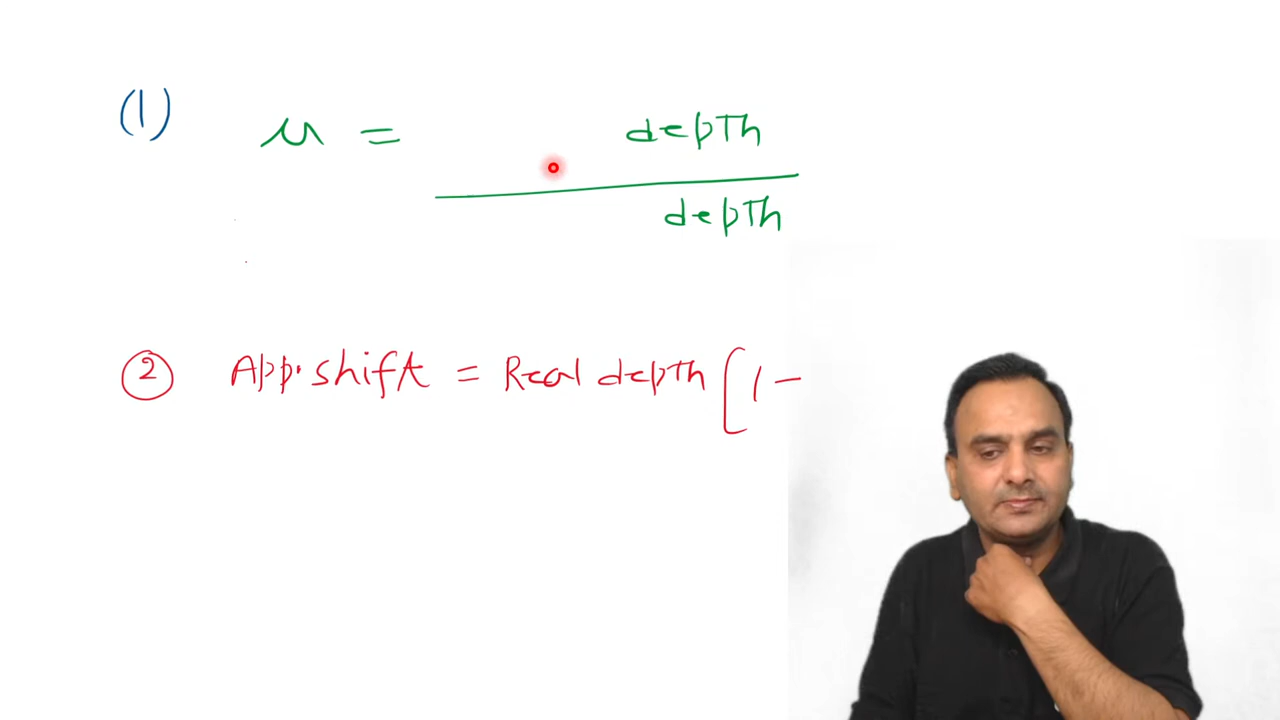 (1) μ = depth
depth
② App. shift = Real depth [1 -